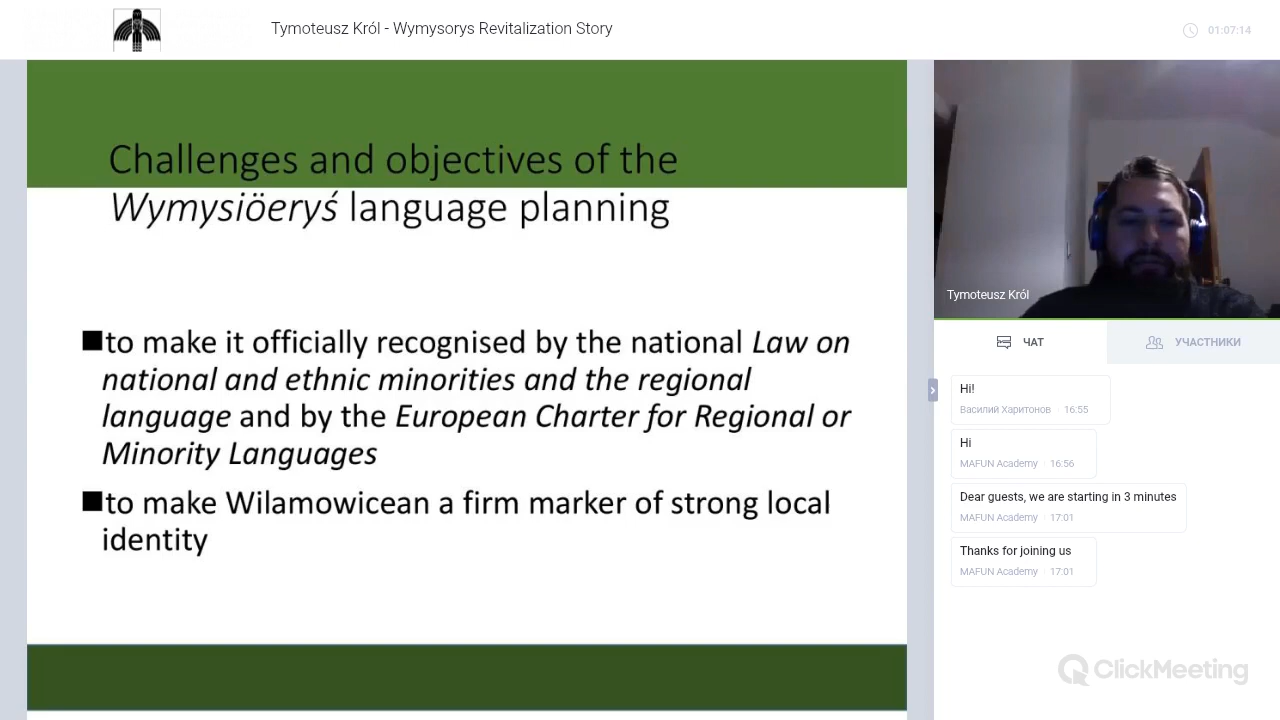 Tymoteusz Król - Wymysorys Revitalization Story
01:07:14
Challenges and objectives of the
Wymysiöeryś language planning
to make it officially recognised by the national Law on
national and ethnic minorities and the regional
language and by the European Charter for Regional or
Minority Languages
to make Wilamowicean a firm marker of strong local
identity
Tymoteusz Król
ЧАТ
УЧАСТНИКИ
Hi!
Василий Харитонов · 16:55
Hi
MAFUN Academy · 16:56
Dear guests, we are starting in 3 minutes
MAFUN Academy · 17:01
Thanks for joining us
MAFUN Academy · 17:01
ClickMeeting